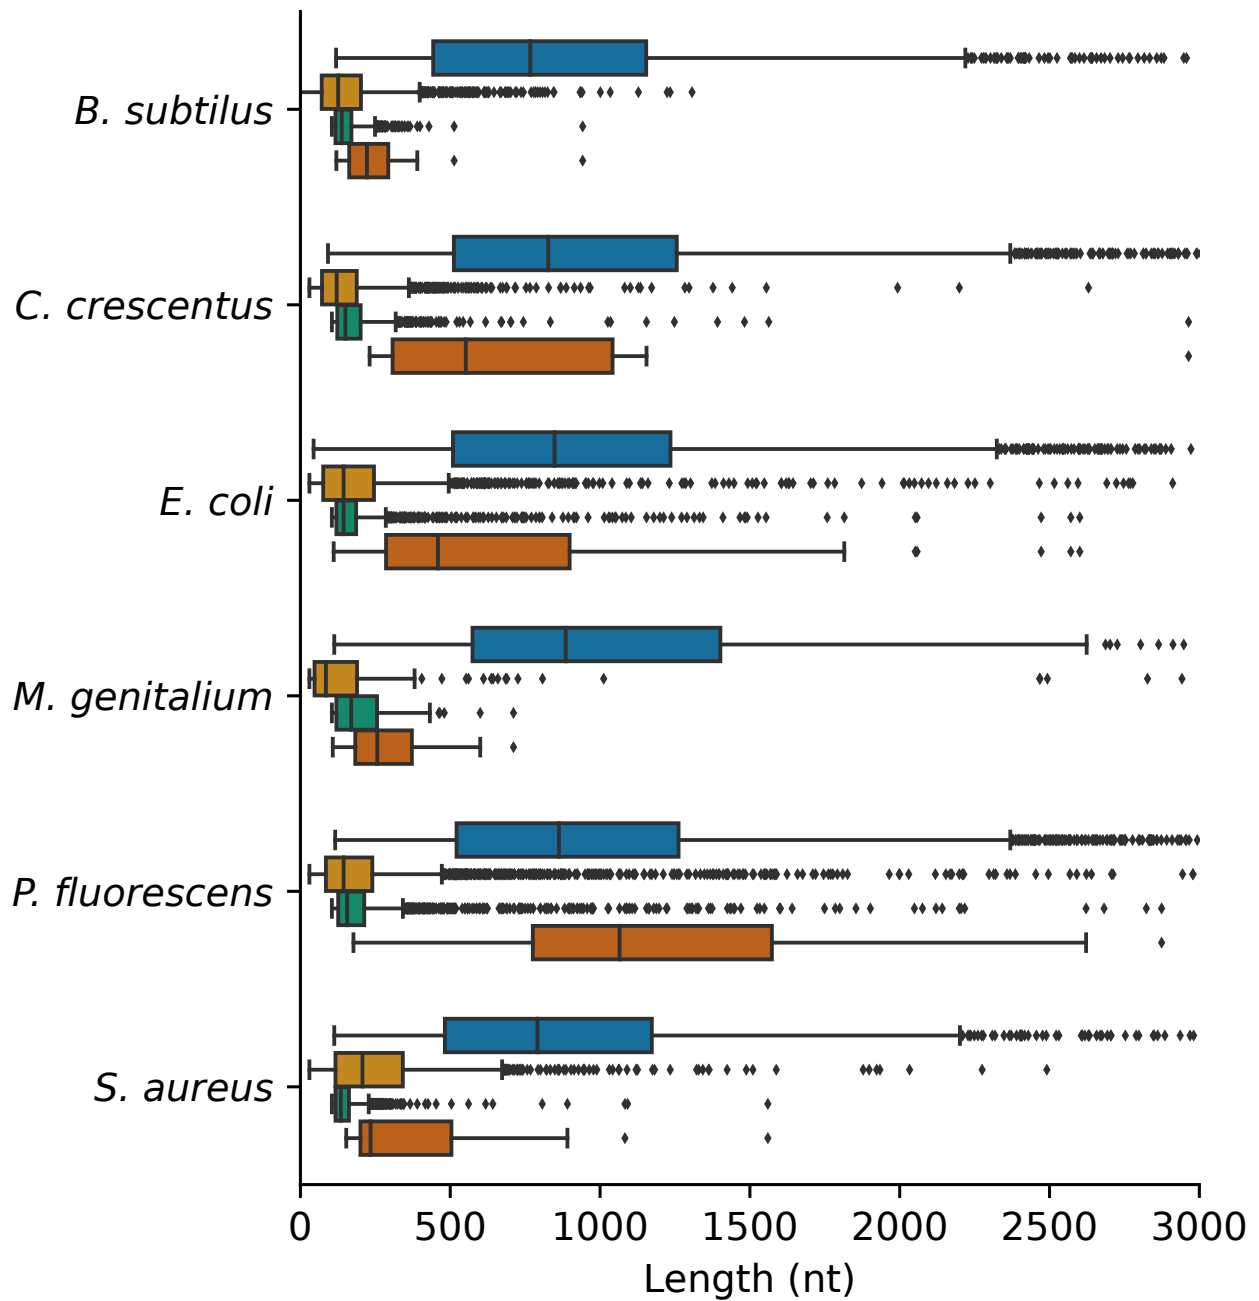 B. subtilus
C. crescentus
E. coli
M. genitalium
P. fluorescens
S. aureus
0 500 1000 1500 2000 2500 3000
Length (nt)